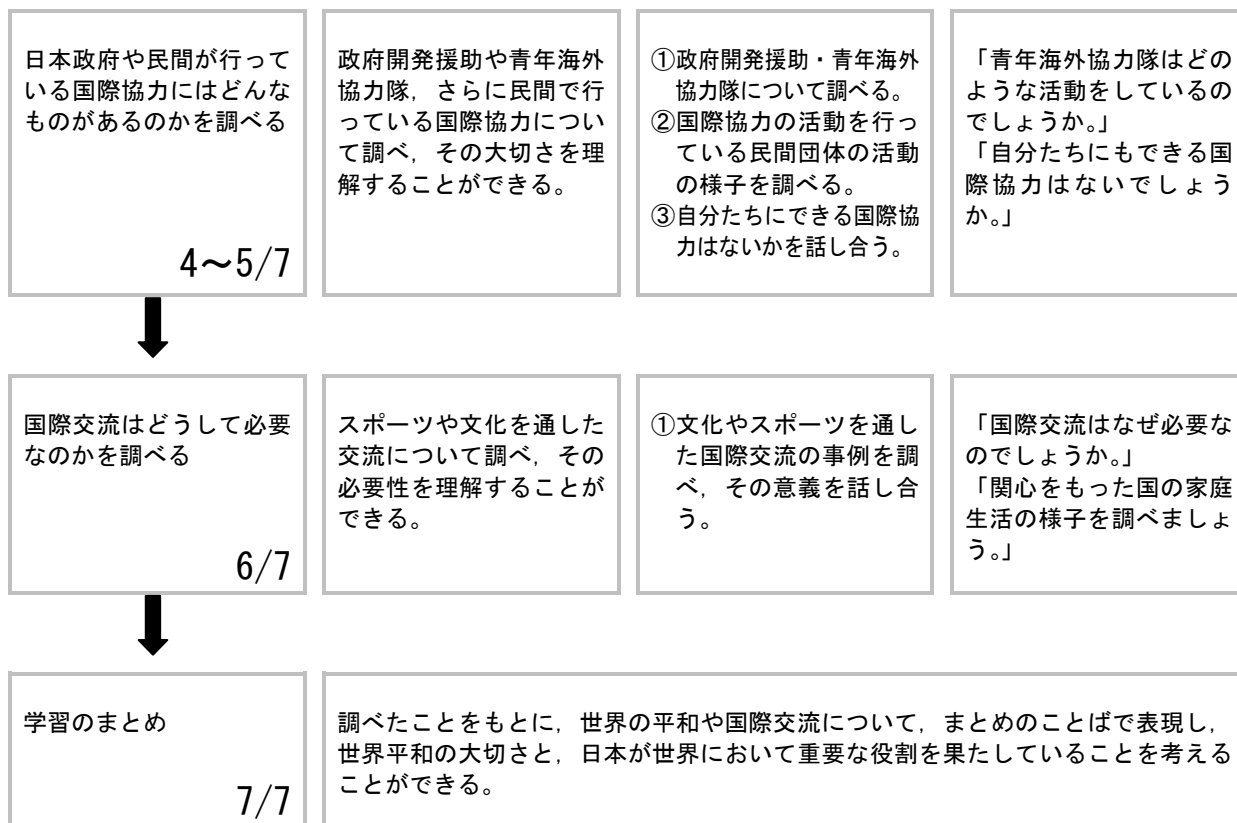 日本政府や民間が行って
いる国際協力にはどんな
ものがあるのかを調べる
4～5/7
政府開発援助や青年海外
協力隊，さらに民間で行
っている国際協力につい
て調べ，その大切さを理
解することができる。
①政府開発援助・青年海外
協力隊について調べる。
②国際協力の活動を行っ
ている民間団体の活動
の様子を調べる。
③自分たちにできる国際協
力はないかを話し合う。
「青年海外協力隊はどの
ような活動をしているの
でしょうか。」
「自分たちにもできる国
際協力はないでしょう
か。」
国際交流はどうして必要
なのかを調べる
6/7
スポーツや文化を通した
交流について調べ，その
必要性を理解することが
できる。
①文化やスポーツを通し
た国際交流の事例を調
べ，その意義を話し合
う。
「国際交流はなぜ必要な
のでしょうか。」
「関心をもった国の家庭
生活の様子を調べましょ
う。」
学習のまとめ
7/7
調べたことをもとに，世界の平和や国際交流について，まとめのことばで表現し，
世界平和の大切さと，日本が世界において重要な役割を果たしていることを考える
ことができる。